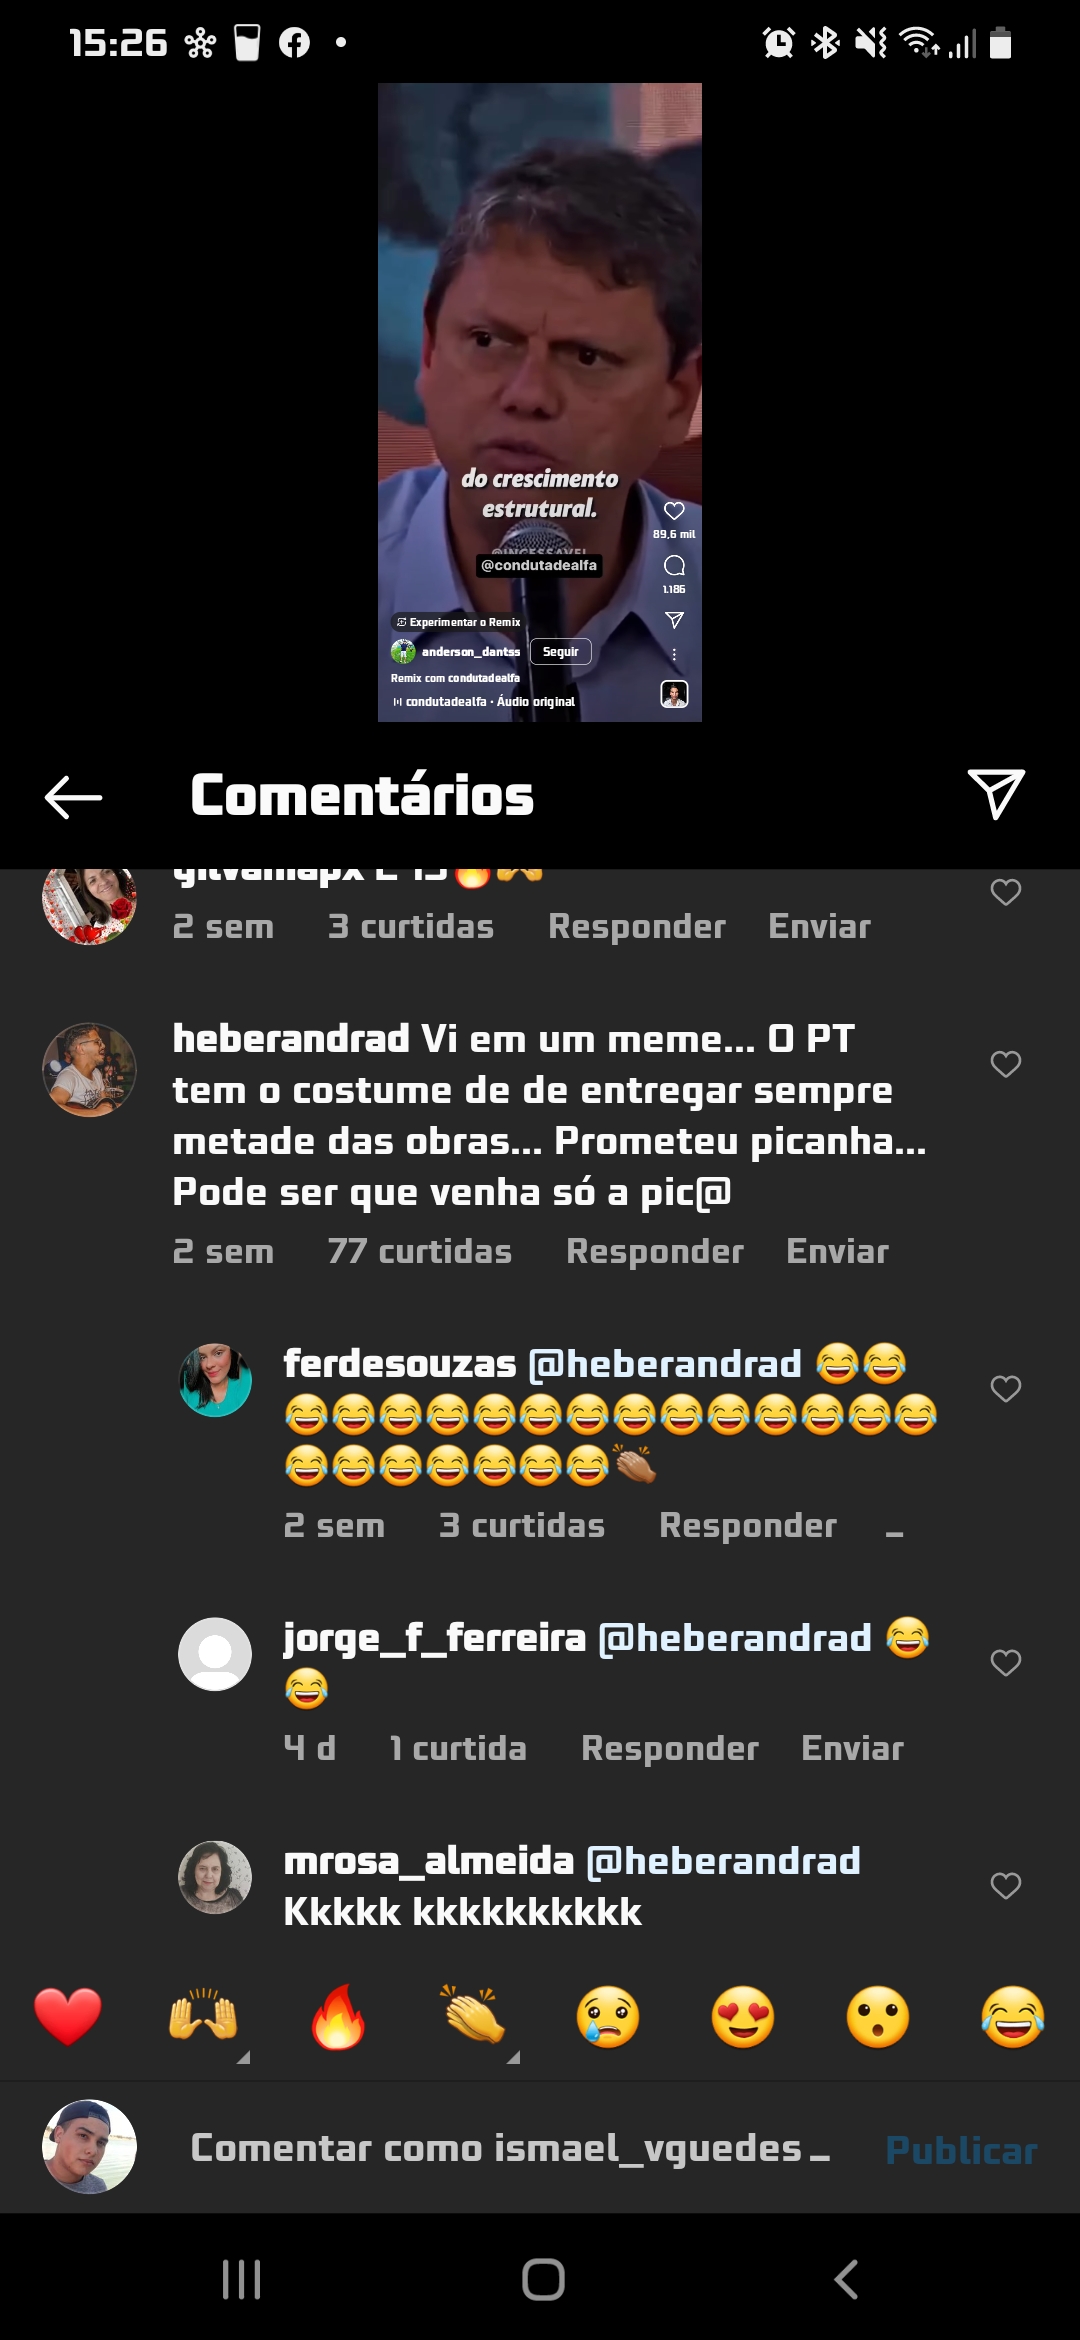 15:26
do crescimento
estrutural.
@INCESSAVEL
@condutadealfa
89,6 mil
1.186
Experimentar o Remix
anderson_dantss Seguir
Remix com condutadealfa
condutadealfa · Áudio original
Comentários
2 sem 3 curtidas Responder Enviar
heberandrad Vi em um meme... O PT
tem o costume de de entregar sempre
metade das obras... Prometeu picanha...
Pode ser que venha só a pic@
2 sem 77 curtidas Responder Enviar
ferdesouzas @heberandrad 😂😂
😂😂😂😂😂😂😂😂😂😂😂😂😂😂
😂😂😂😂😂😂😂👏🏽
2 sem 3 curtidas Responder _
jorge_f_ferreira @heberandrad 😂
😂
4 d 1 curtida Responder Enviar
mrosa_almeida @heberandrad
Kkkkk kkkkkkkkkk
Comentar como ismael_vguedes_ Publicar